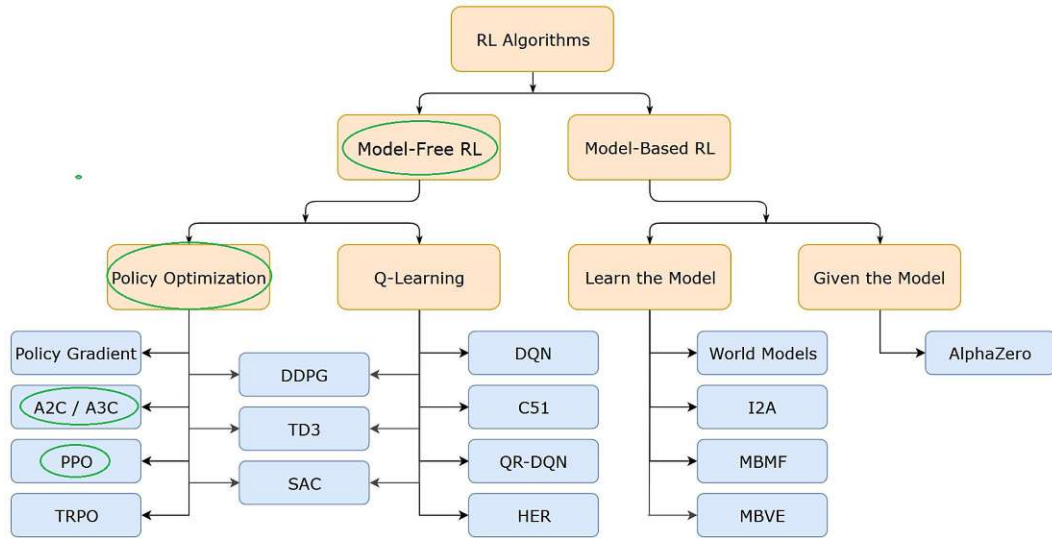 RL Algorithms
Model-Free RL
Model-Based RL
Policy Optimization
Q-Learning
Learn the Model
Given the Model
Policy Gradient
DDPG
DQN
World Models
AlphaZero
A2C / A3C
TD3
C51
I2A
PPO
SAC
QR-DQN
MBMF
TRPO
HER
MBVE